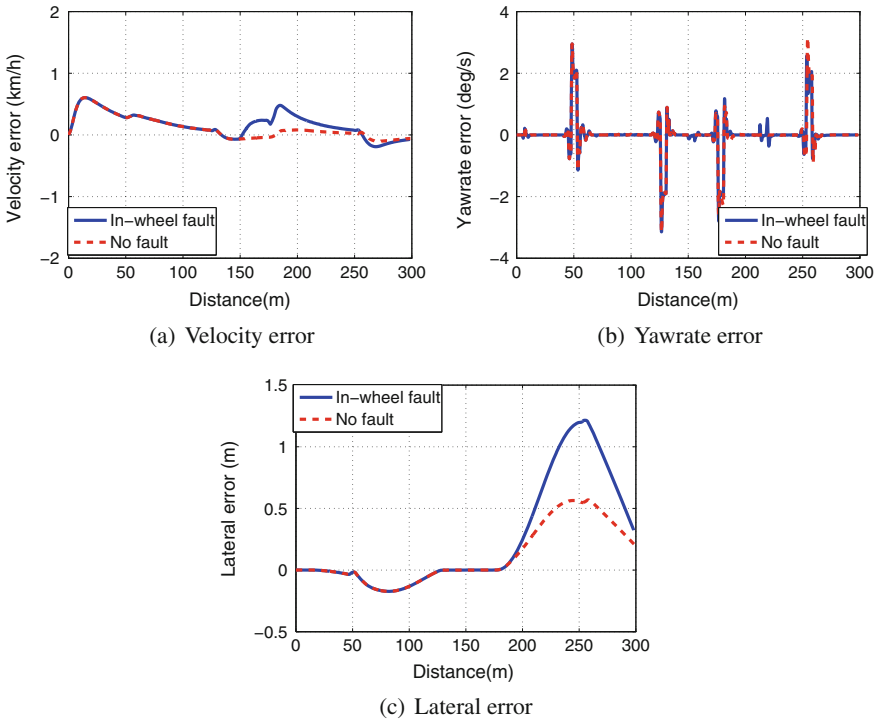 2
1
0
−1
−2
Velocity error (km/h)
In−wheel fault
No fault
0 50 100 150 200 250 300
Distance(m)
(a) Velocity error
4
2
0
−2
−4
Yawrate error (deg/s)
In−wheel fault
No fault
0 50 100 150 200 250 300
Distance(m)
(b) Yawrate error
1.5
1
0.5
0
−0.5
Lateral error (m)
In−wheel fault
No fault
0 50 100 150 200 250 300
Distance(m)
(c) Lateral error